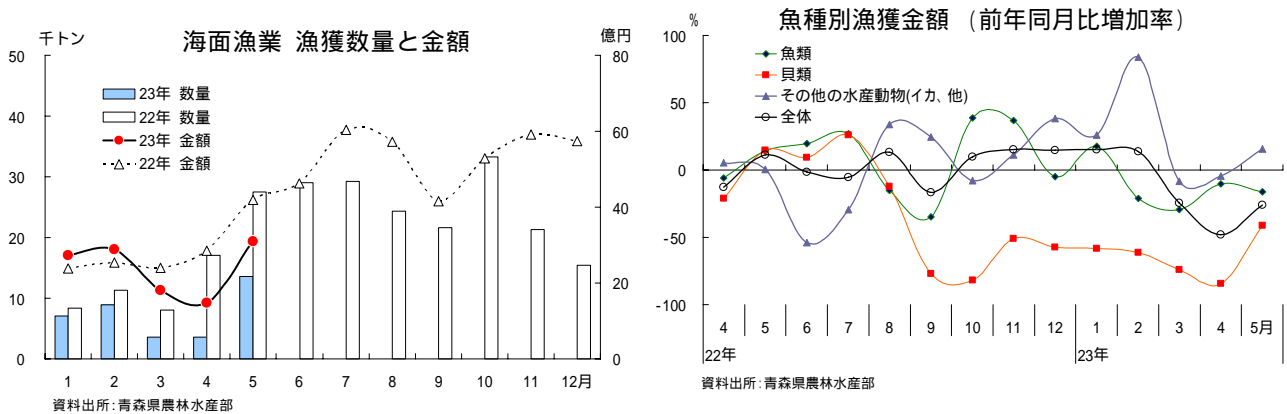 海面漁業 漁獲数量と金額
千トン
億円
50
40
30
20
10
0
80
60
40
20
0
23年 数量
22年 数量
23年 金額
22年 金額
1 2 3 4 5 6 7 8 9 10 11 12月
資料出所:青森県農林水産部
魚種別漁獲金額 (前年同月比増加率)
%
100
50
0
-50
-100
魚類
貝類
その他の水産動物(イカ、他)
全体
4 5 6 7 8 9 10 11 12 1 2 3 4 5月
22年 23年
資料出所:青森県農林水産部